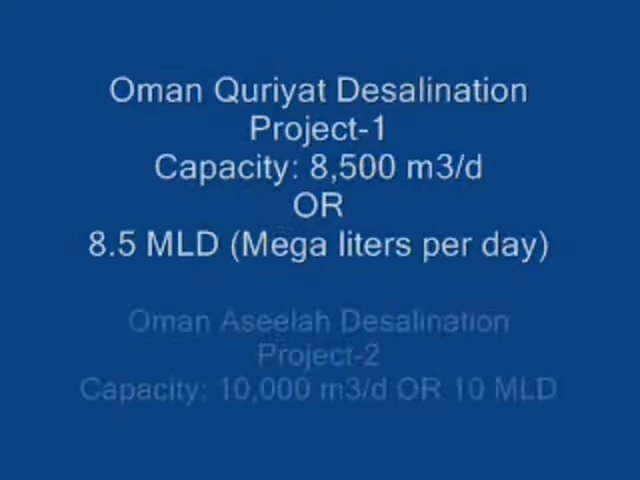 Oman Quriyat Desalination
Project-1
Capacity: 8,500 m3/d
OR
8.5 MLD (Mega liters per day)
Oman Aseelah Desalination
Project-2
Capacity: 10,000 m3/d OR 10 MLD